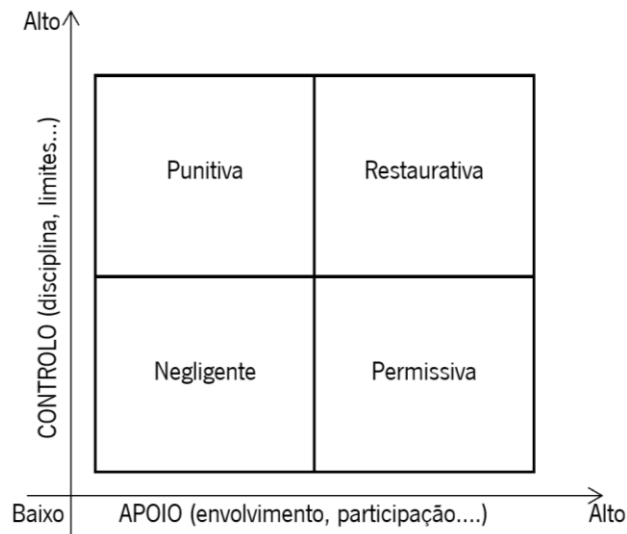 Alto
CONTROLO (disciplina, limites...)
Punitiva
Restaurativa
Negligente
Permissiva
Baixo
APOIO (envolvimento, participação....)
Alto